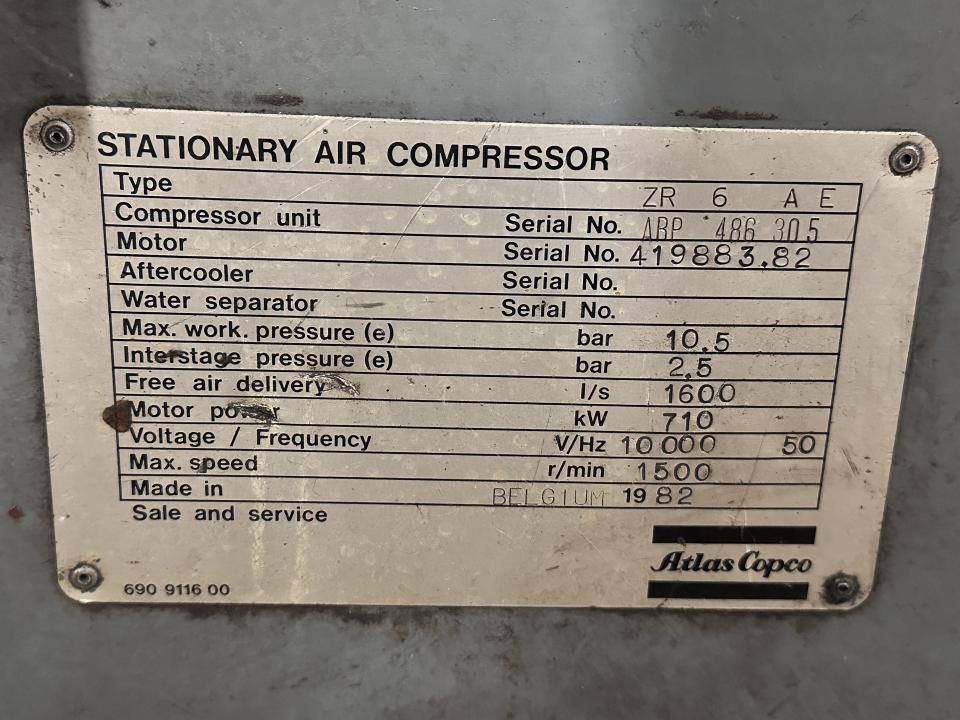 STATIONARY AIR COMPRESSOR
Type ZR 6 A E
Compressor unit Serial No. ARP 486 305
Motor Serial No. 419883.82
Aftercooler Serial No.
Water separator Serial No.
Max. work. pressure (e) bar 10.5
Interstage pressure (e) bar 2.5
Free air delivery l/s 1600
Motor power kW 710
Voltage / Frequency V/Hz 10 000 50
Max. speed r/min 1500
Made in BELGIUM 1982
Sale and service
Atlas Copco
690 9116 00